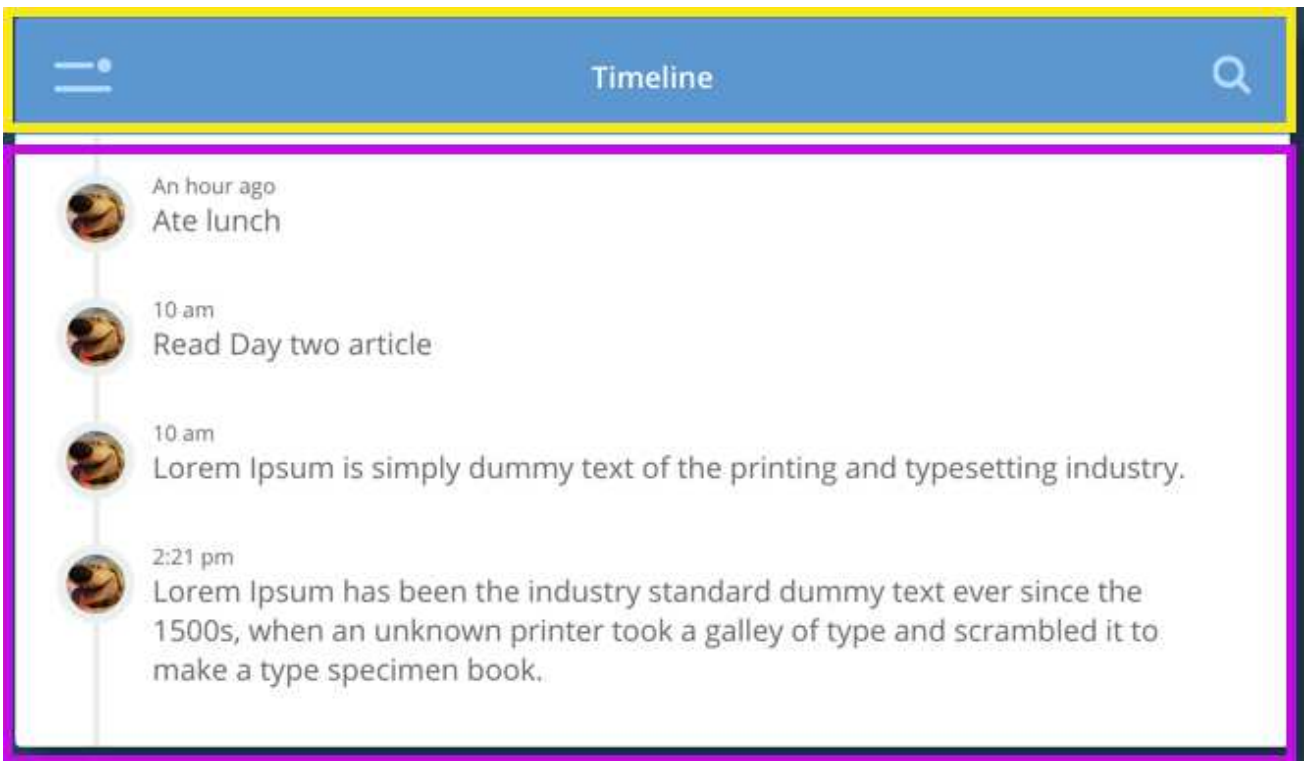 Timeline
An hour ago
Ate lunch
10 am
Read Day two article
10 am
Lorem Ipsum is simply dummy text of the printing and typesetting industry.
2:21 pm
Lorem Ipsum has been the industry standard dummy text ever since the
1500s, when an unknown printer took a galley of type and scrambled it to
make a type specimen book.